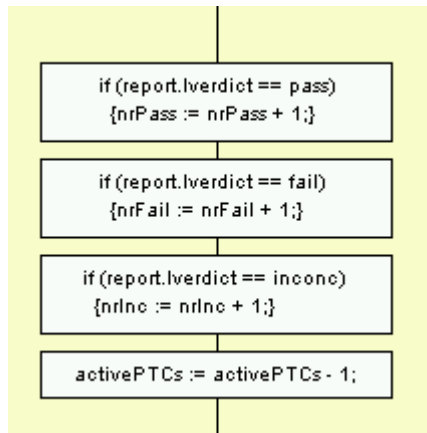 if (report.lverdict == pass)
{nrPass := nrPass + 1;}
if (report.lverdict == fail)
{nrFail := nrFail + 1;}
if (report.lverdict == inconc)
{nrInc := nrInc + 1;}
activePTCs := activePTCs - 1;